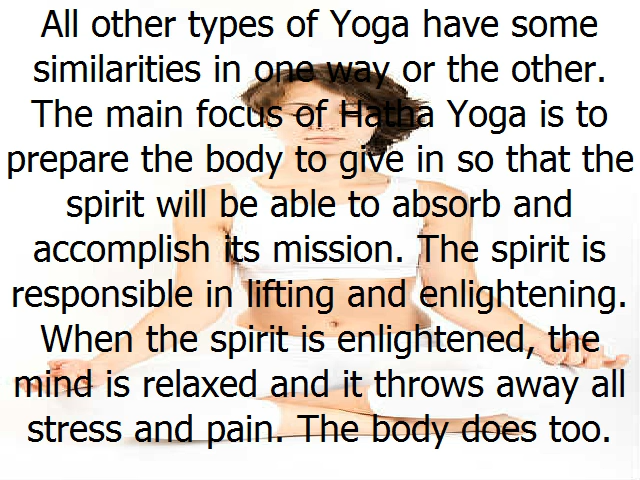 All other types of Yoga have some
similarities in one way or the other.
The main focus of Hatha Yoga is to
prepare the body to give in so that the
spirit will be able to absorb and
accomplish its mission. The spirit is
responsible in lifting and enlightening.
When the spirit is enlightened, the
mind is relaxed and it throws away all
stress and pain. The body does too.